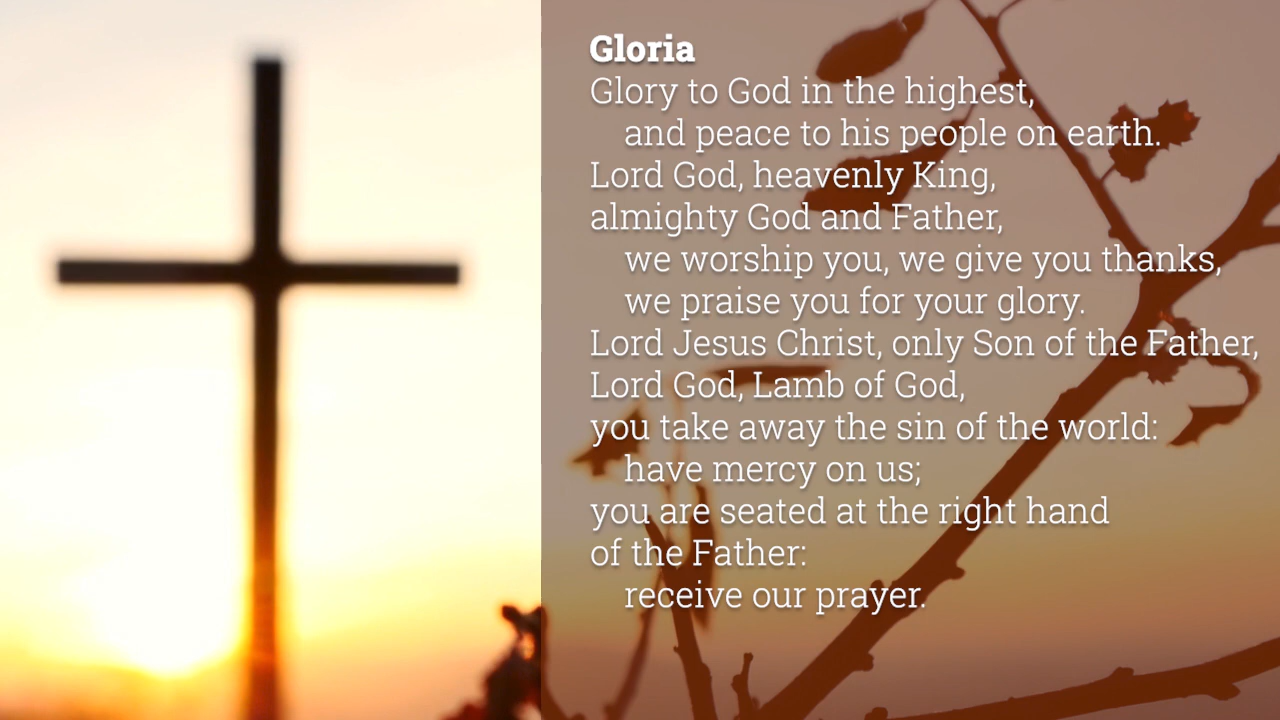 Gloria
Glory to God in the highest,
and peace to his people on earth.
Lord God, heavenly King,
almighty God and Father,
we worship you, we give you thanks,
we praise you for your glory.
Lord Jesus Christ, only Son of the Father,
Lord God, Lamb of God,
you take away the sin of the world:
have mercy on us;
you are seated at the right hand
of the Father:
receive our prayer.